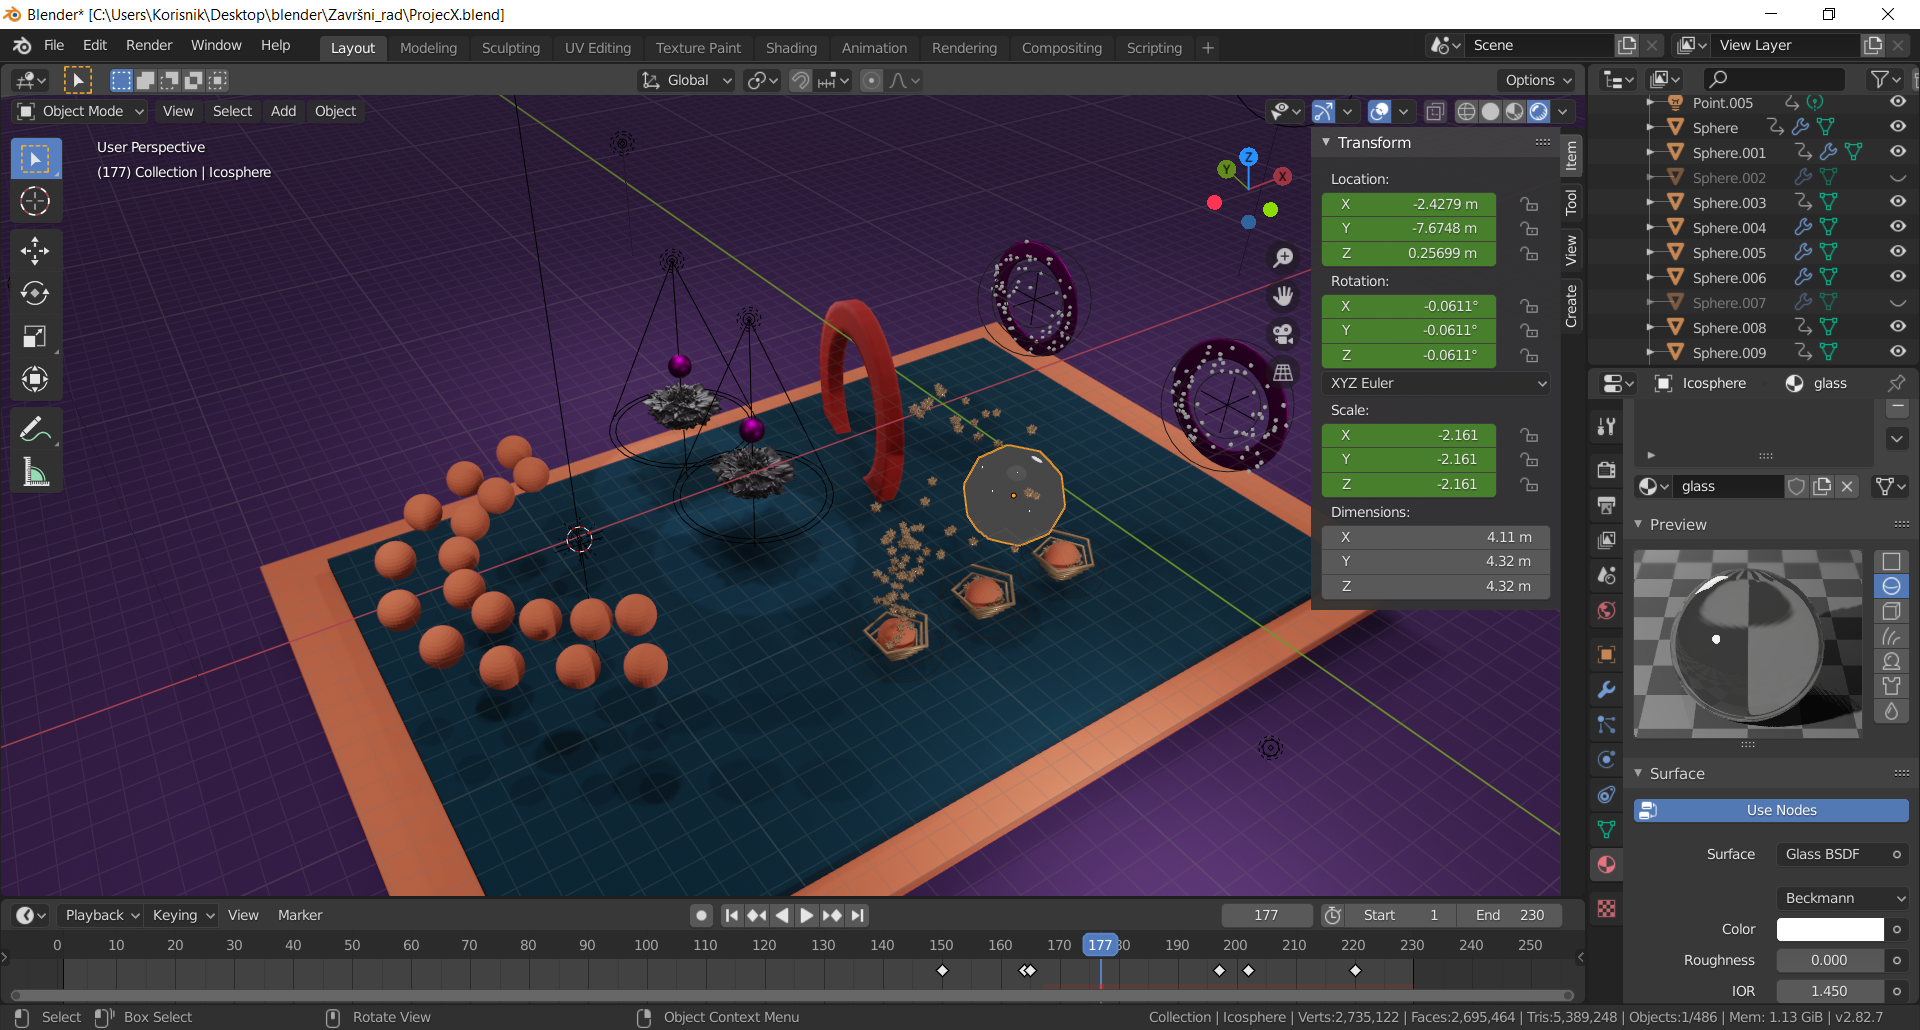 Blender* [C:\Users\Korisnik\Desktop\blender\Završni_rad\ProjecX.blend]
File Edit Render Window Help Layout Modeling Sculpting UV Editing Texture Paint Shading Animation Rendering Compositing Scripting + Scene View Layer
Global Options
Object Mode View Select Add Object
User Perspective
(177) Collection | Icosphere
Z
Y
X
Transform
Location:
X -2.4279 m
Y -7.6748 m
Z 0.25699 m
Rotation:
X -0.0611°
Y -0.0611°
Z -0.0611°
XYZ Euler
Scale:
X -2.161
Y -2.161
Z -2.161
Dimensions:
X 4.11 m
Y 4.32 m
Z 4.32 m
Item
Tool
View
Create
Point.005
Sphere
Sphere.001
Sphere.002
Sphere.003
Sphere.004
Sphere.005
Sphere.006
Sphere.007
Sphere.008
Sphere.009
Icosphere glass
glass
Preview
Surface
Use Nodes
Surface Glass BSDF
Beckmann
Color
Roughness 0.000
IOR 1.450
Playback Keying View Marker 177 Start 1 End 230
0 10 20 30 40 50 60 70 80 90 100 110 120 130 140 150 160 170 177 80 190 200 210 220 230 240 250
Select Box Select Rotate View Object Context Menu Collection | Icosphere | Verts:2,735,122 | Faces:2,695,464 | Tris:5,389,248 | Objects:1/486 | Mem: 1.13 GiB | v2.82.7